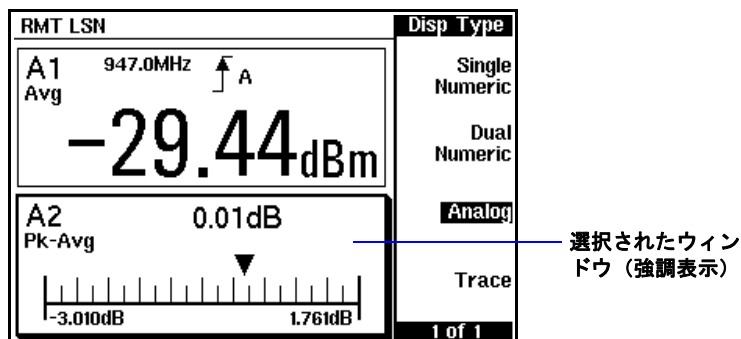 RMT LSN
Disp Type
A1
Avg
947.0MHz
A
-29.44dBm
A2
Pk-Avg
0.01dB
-3.010dB
1.761dB
Single
Numeric
Dual
Numeric
Analog
Trace
1 of 1
選択されたウィン
ドウ（強調表示）